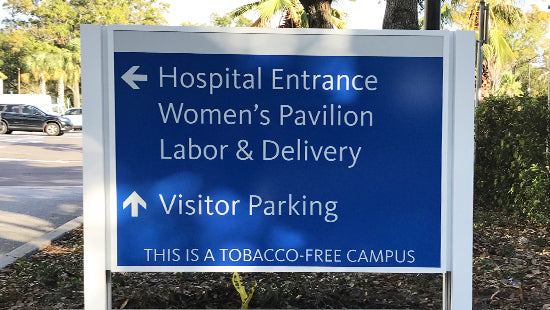 ← Hospital Entrance
Women's Pavilion
Labor & Delivery
↑ Visitor Parking
THIS IS A TOBACCO-FREE CAMPUS